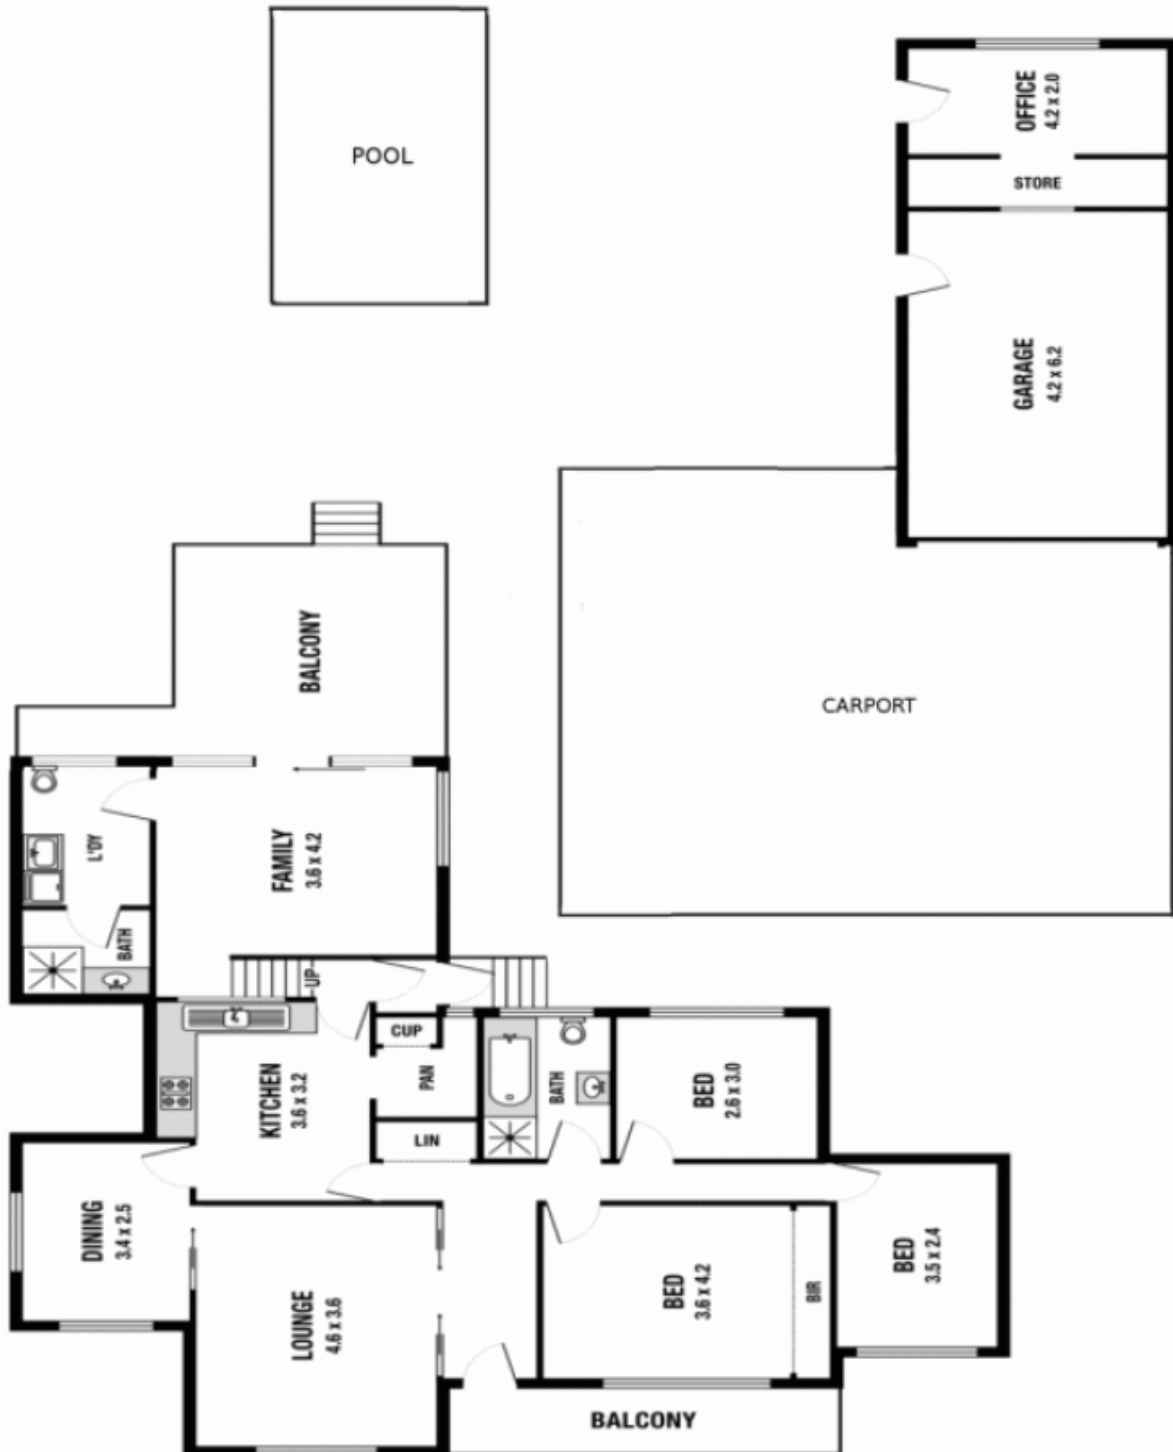 POOL
OFFICE
4.2 x 2.0
STORE
GARAGE
4.2 x 6.2
BALCONY
CARPORT
L'DY
FAMILY
3.6 x 4.2
BATH
UP
CUP
PAN
KITCHEN
3.6 x 3.2
BATH
BED
2.6 x 3.0
LIN
DINING
3.4 x 2.5
LOUNGE
4.6 x 3.6
BED
3.6 x 4.2
BIR
BED
3.5 x 2.4
BALCONY